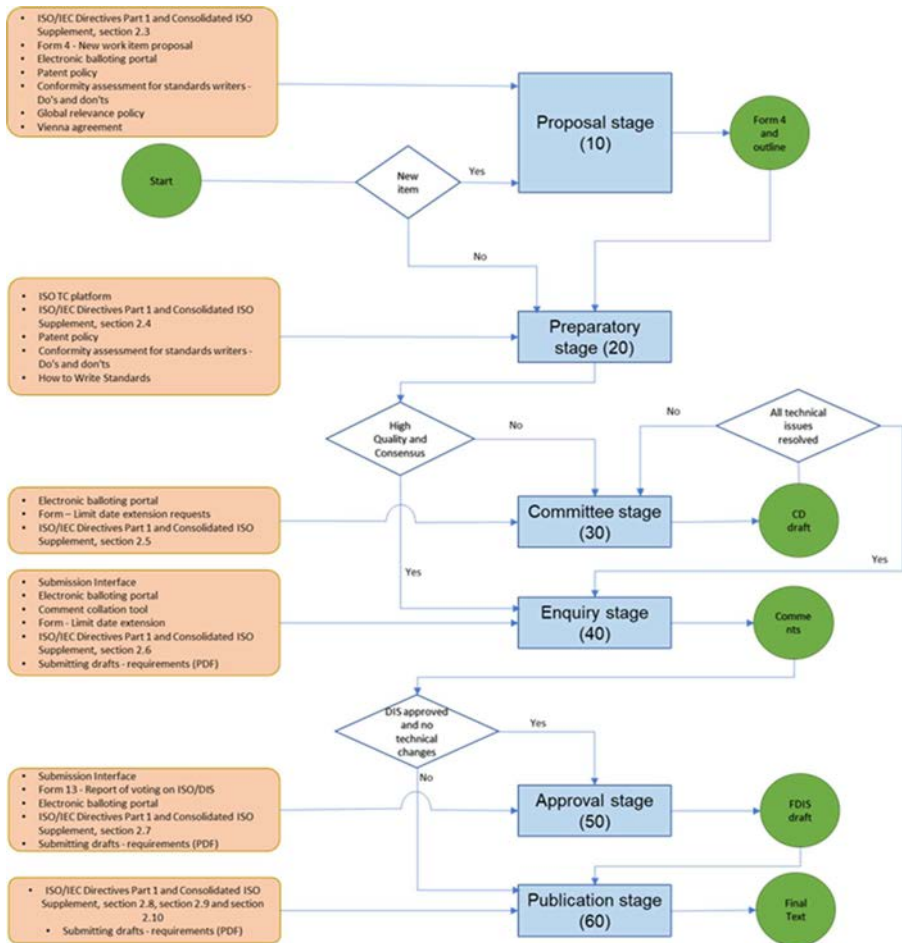 • ISO/IEC Directives Part 1 and Consolidated ISO
Supplement, section 2.3
• Form 4 - New work item proposal
• Electronic balloting portal
• Patent policy
• Conformity assessment for standards writers -
Do's and don'ts
• Global relevance policy
• Vienna agreement
Proposal stage
(10)
Form 4
and
outline
Start
New
item
Yes
No
• ISO TC platform
• ISO/IEC Directives Part 1 and Consolidated ISO
Supplement, section 2.4
• Patent policy
• Conformity assessment for standards writers -
Do's and don'ts
• How to Write Standards
Preparatory
stage (20)
High
Quality and
Consensus
No
No
All technical
issues
resolved
• Electronic balloting portal
• Form – Limit date extension requests
• ISO/IEC Directives Part 1 and Consolidated ISO
Supplement, section 2.5
Committee stage
(30)
CD
draft
Yes
Yes
• Submission Interface
• Electronic balloting portal
• Comment collation tool
• Form - Limit date extension
• ISO/IEC Directives Part 1 and Consolidated ISO
Supplement, section 2.6
• Submitting drafts - requirements (PDF)
Enquiry stage
(40)
Comme
nts
DIS approved
and no
technical
changes
Yes
No
• Submission Interface
• Form 13 - Report of voting on ISO/DIS
• Electronic balloting portal
• ISO/IEC Directives Part 1 and Consolidated ISO
Supplement, section 2.7
• Submitting drafts - requirements (PDF)
Approval stage
(50)
FDIS
draft
• ISO/IEC Directives Part 1 and Consolidated ISO
Supplement, section 2.8, section 2.9 and section
2.10
• Submitting drafts - requirements (PDF)
Publication stage
(60)
Final
Text